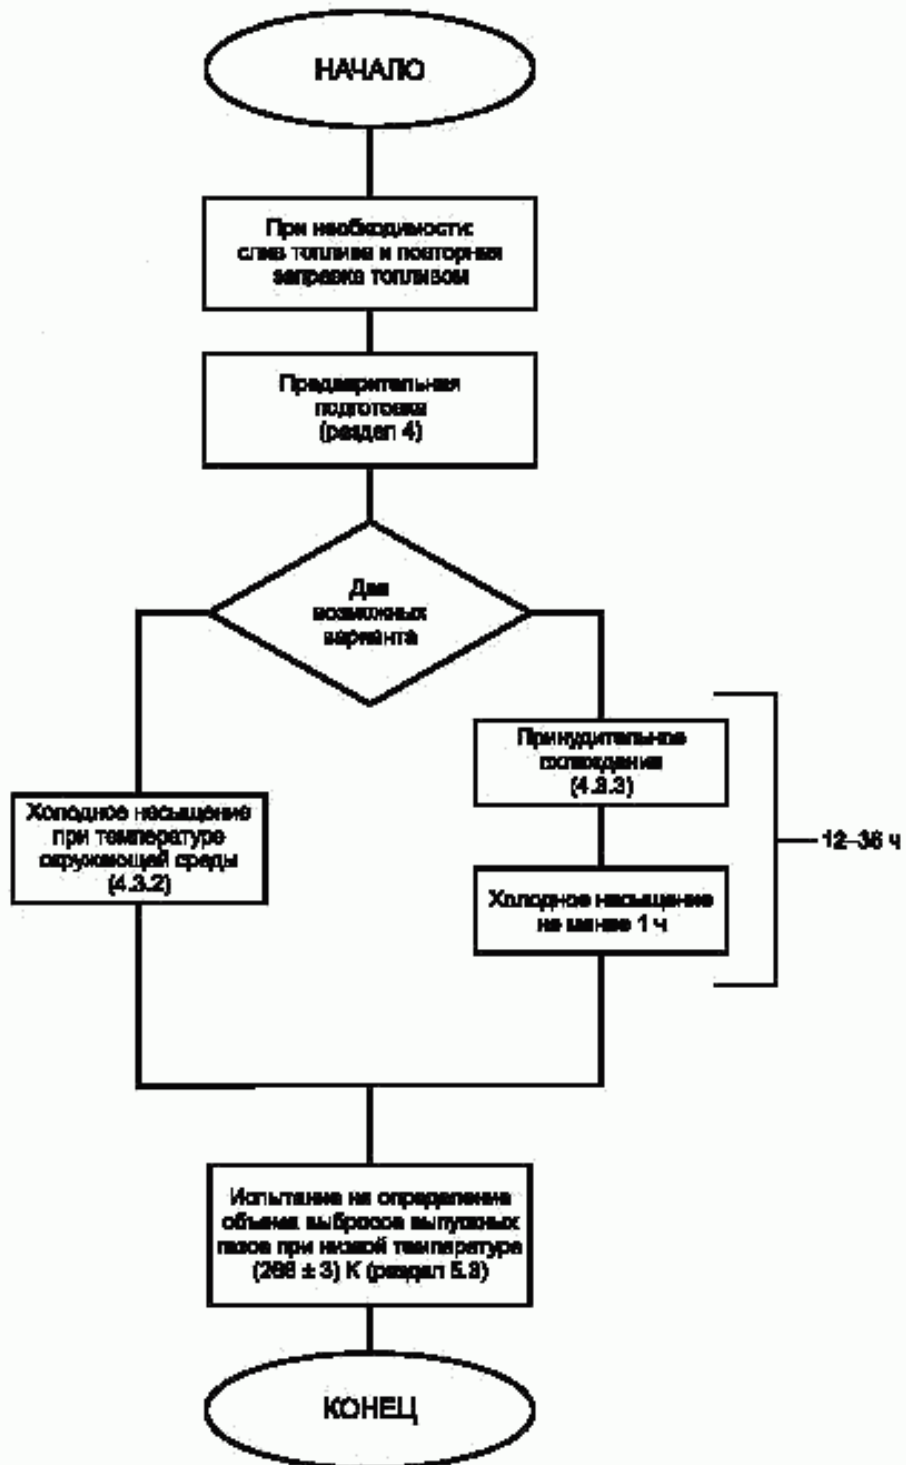 НАЧАЛО
При необходимости:
слив топлива и повторная
заправка топливом
Предварительная
подготовка
(раздел 4)
Два
возможных
варианта
Принудительное
охлаждение
(4.3.3)
Холодное насыщение
при температуре
окружающей среды
(4.3.2)
12–36 ч
Холодное насыщение
не менее 1 ч
Испытание на определение
объема выбросов выпускных
газов при низкой температуре
(266 ± 3) К (раздел 5.3)
КОНЕЦ